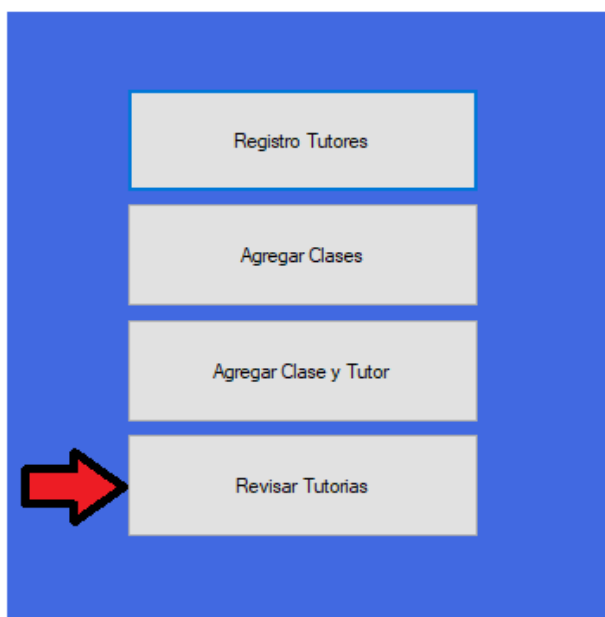 Registro Tutores
Agregar Clases
Agregar Clase y Tutor
Revisar Tutorias